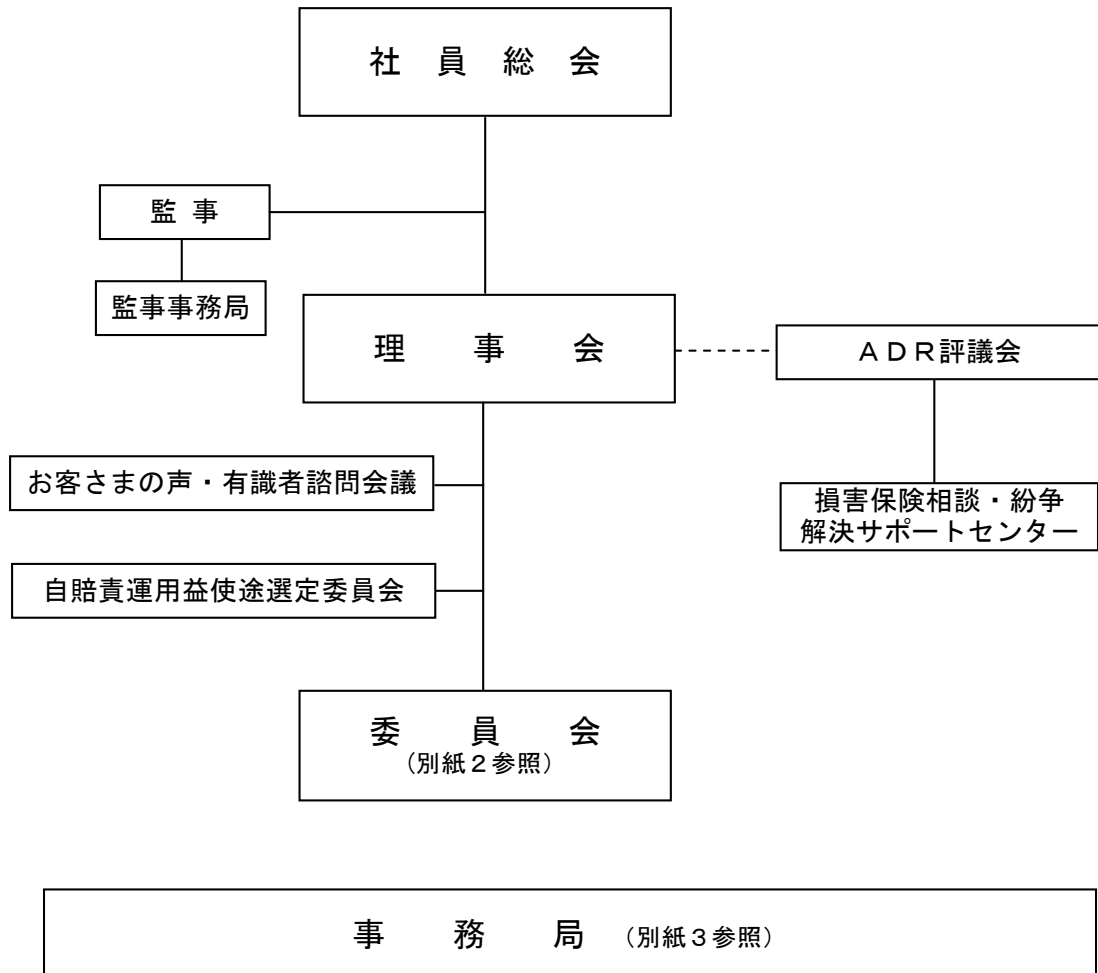 社員総会
監事
監事事務局
理事会
ＡＤＲ評議会
お客さまの声・有識者諮問会議
損害保険相談・紛争
解決サポートセンター
自賠責運用益使途選定委員会
委員会
（別紙２参照）
事務局（別紙３参照）